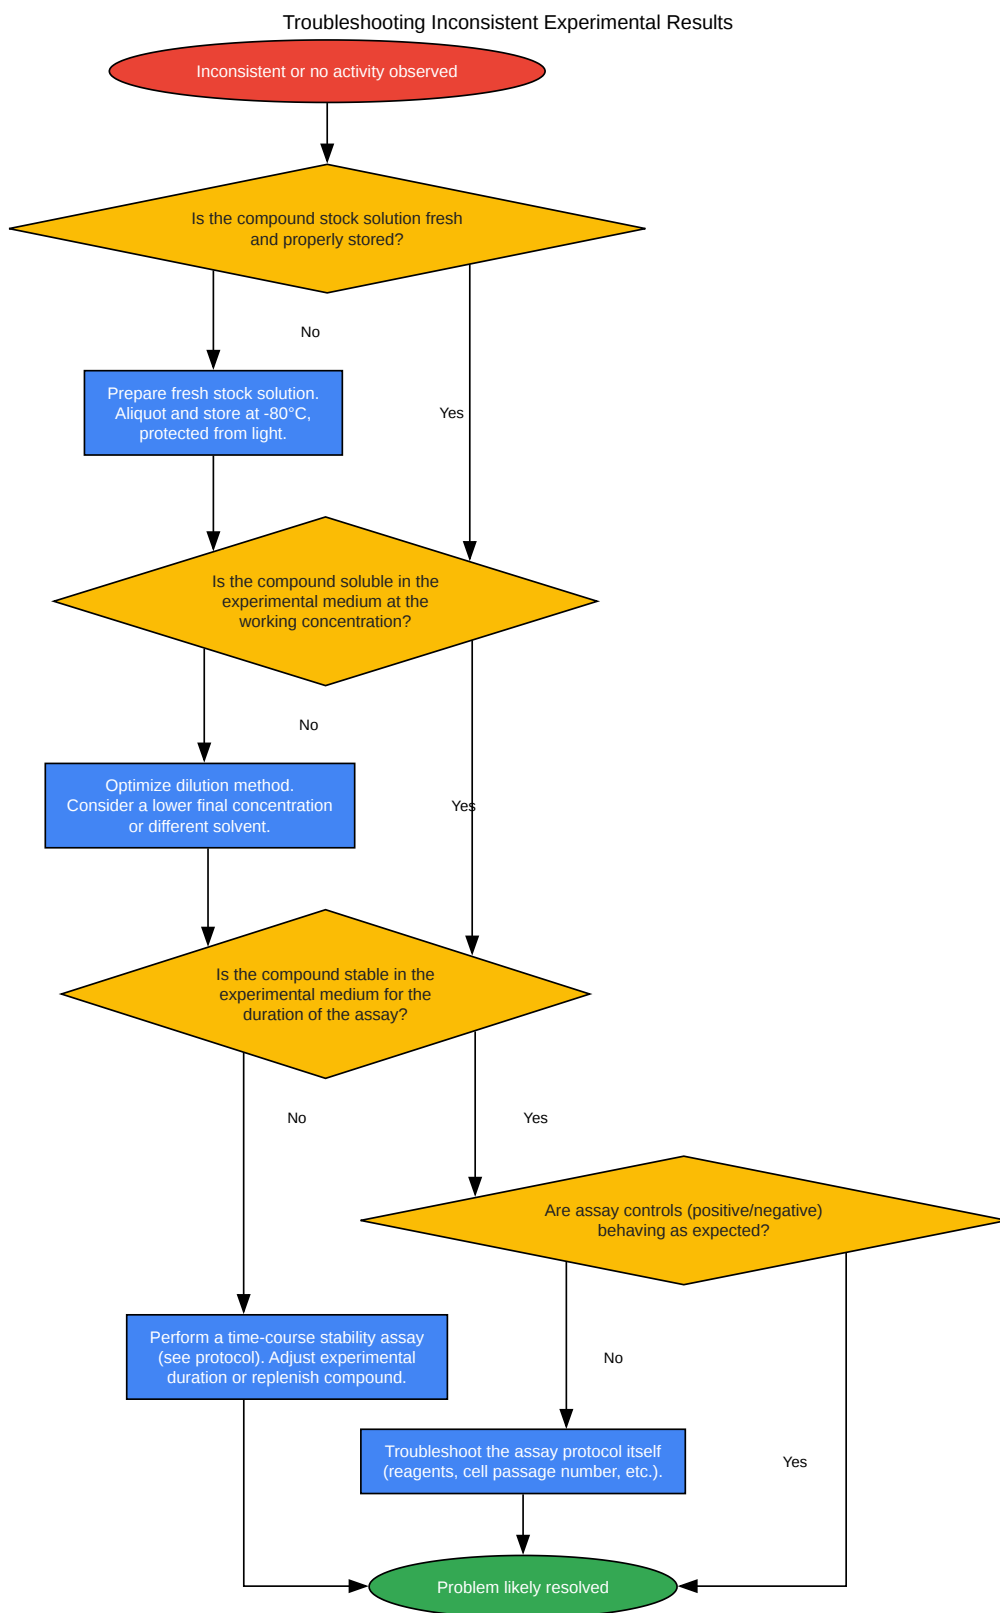 Troubleshooting Inconsistent Experimental Results
Inconsistent or no activity observed
Is the compound stock solution fresh
and properly stored?
No
Prepare fresh stock solution.
Aliquot and store at -80°C,
protected from light.
Yes
Is the compound soluble in the
experimental medium at the
working concentration?
No
Optimize dilution method.
Consider a lower final concentration
or different solvent.
Yes
Is the compound stable in the
experimental medium for the
duration of the assay?
No
Yes
Are assay controls (positive/negative)
behaving as expected?
Perform a time-course stability assay
(see protocol). Adjust experimental
duration or replenish compound.
No
Troubleshoot the assay protocol itself
(reagents, cell passage number, etc.).
Yes
Problem likely resolved